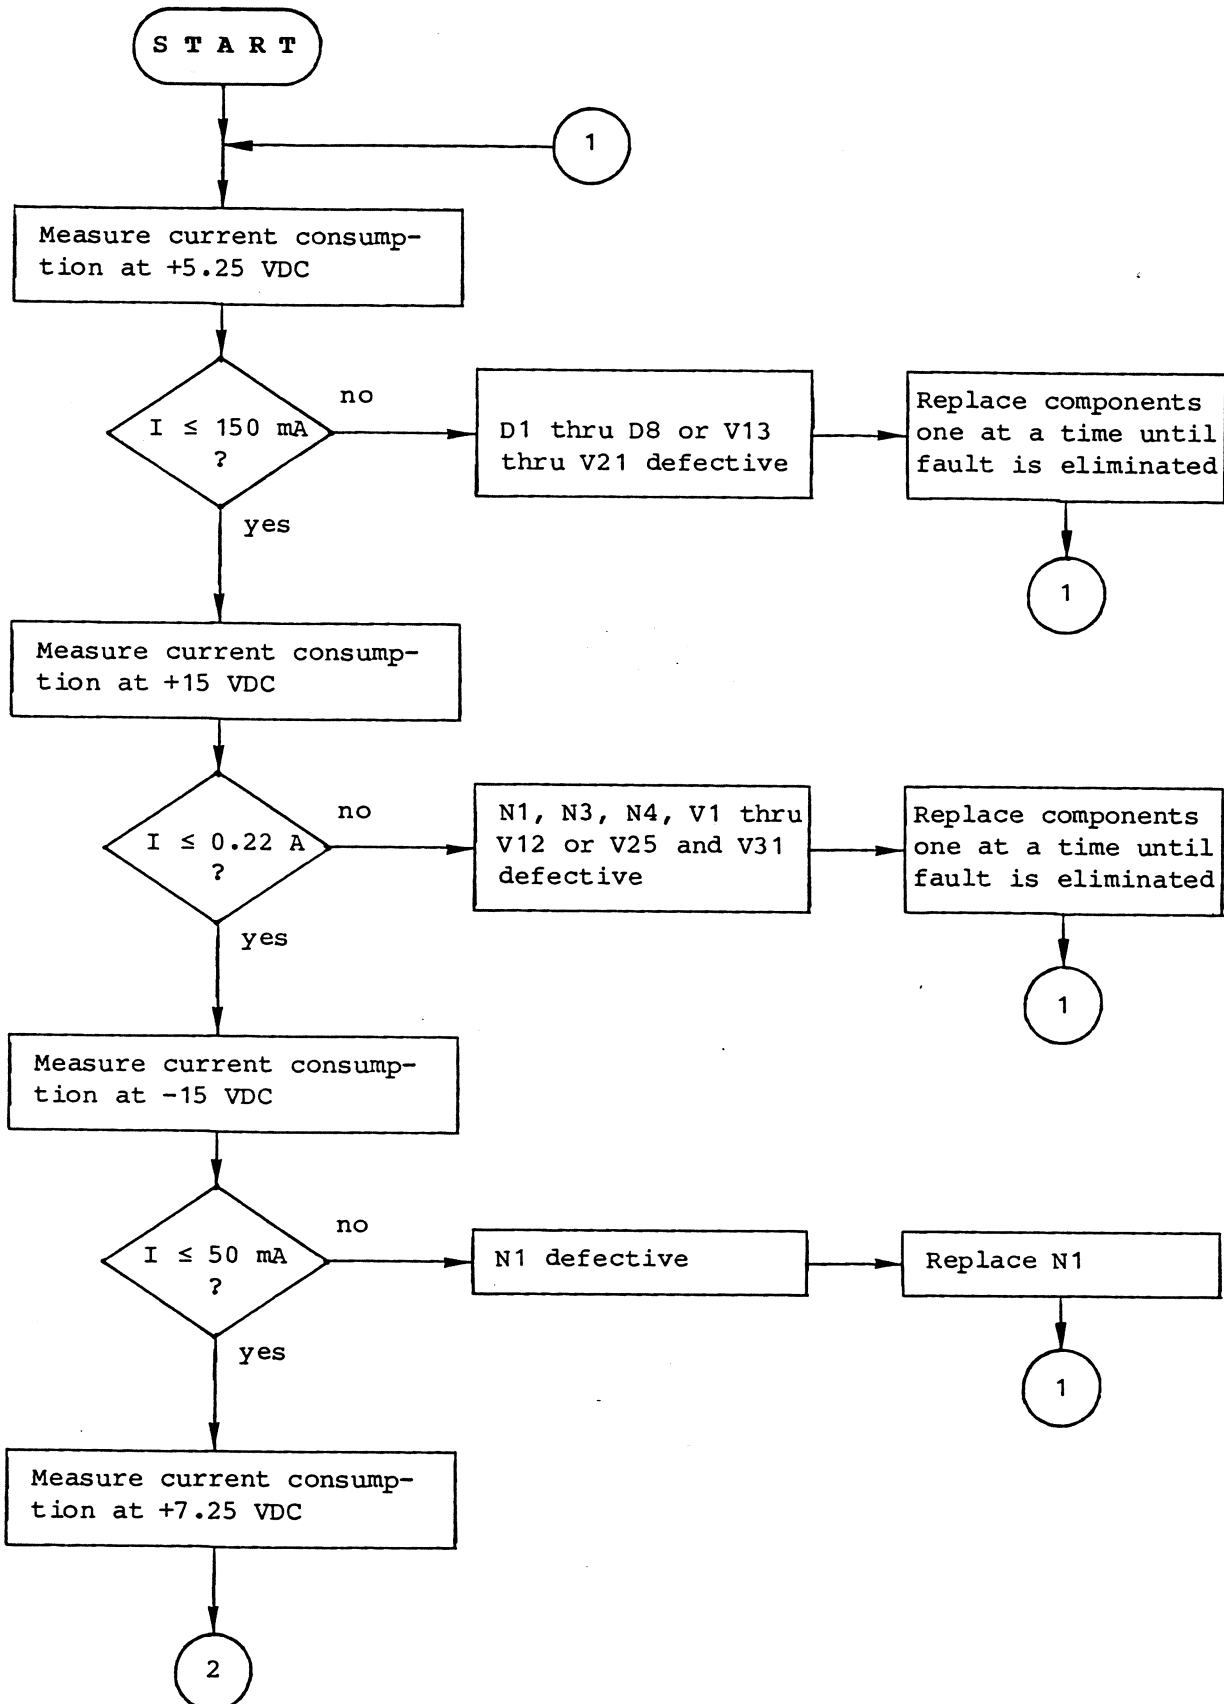 S T A R T
1
Measure current consump-
tion at +5.25 VDC
I ≤ 150 mA
?
no
yes
D1 thru D8 or V13
thru V21 defective
Replace components
one at a time until
fault is eliminated
1
Measure current consump-
tion at +15 VDC
I ≤ 0.22 A
?
no
yes
N1, N3, N4, V1 thru
V12 or V25 and V31
defective
Replace components
one at a time until
fault is eliminated
1
Measure current consump-
tion at -15 VDC
I ≤ 50 mA
?
no
yes
N1 defective
Replace N1
1
Measure current consump-
tion at +7.25 VDC
2